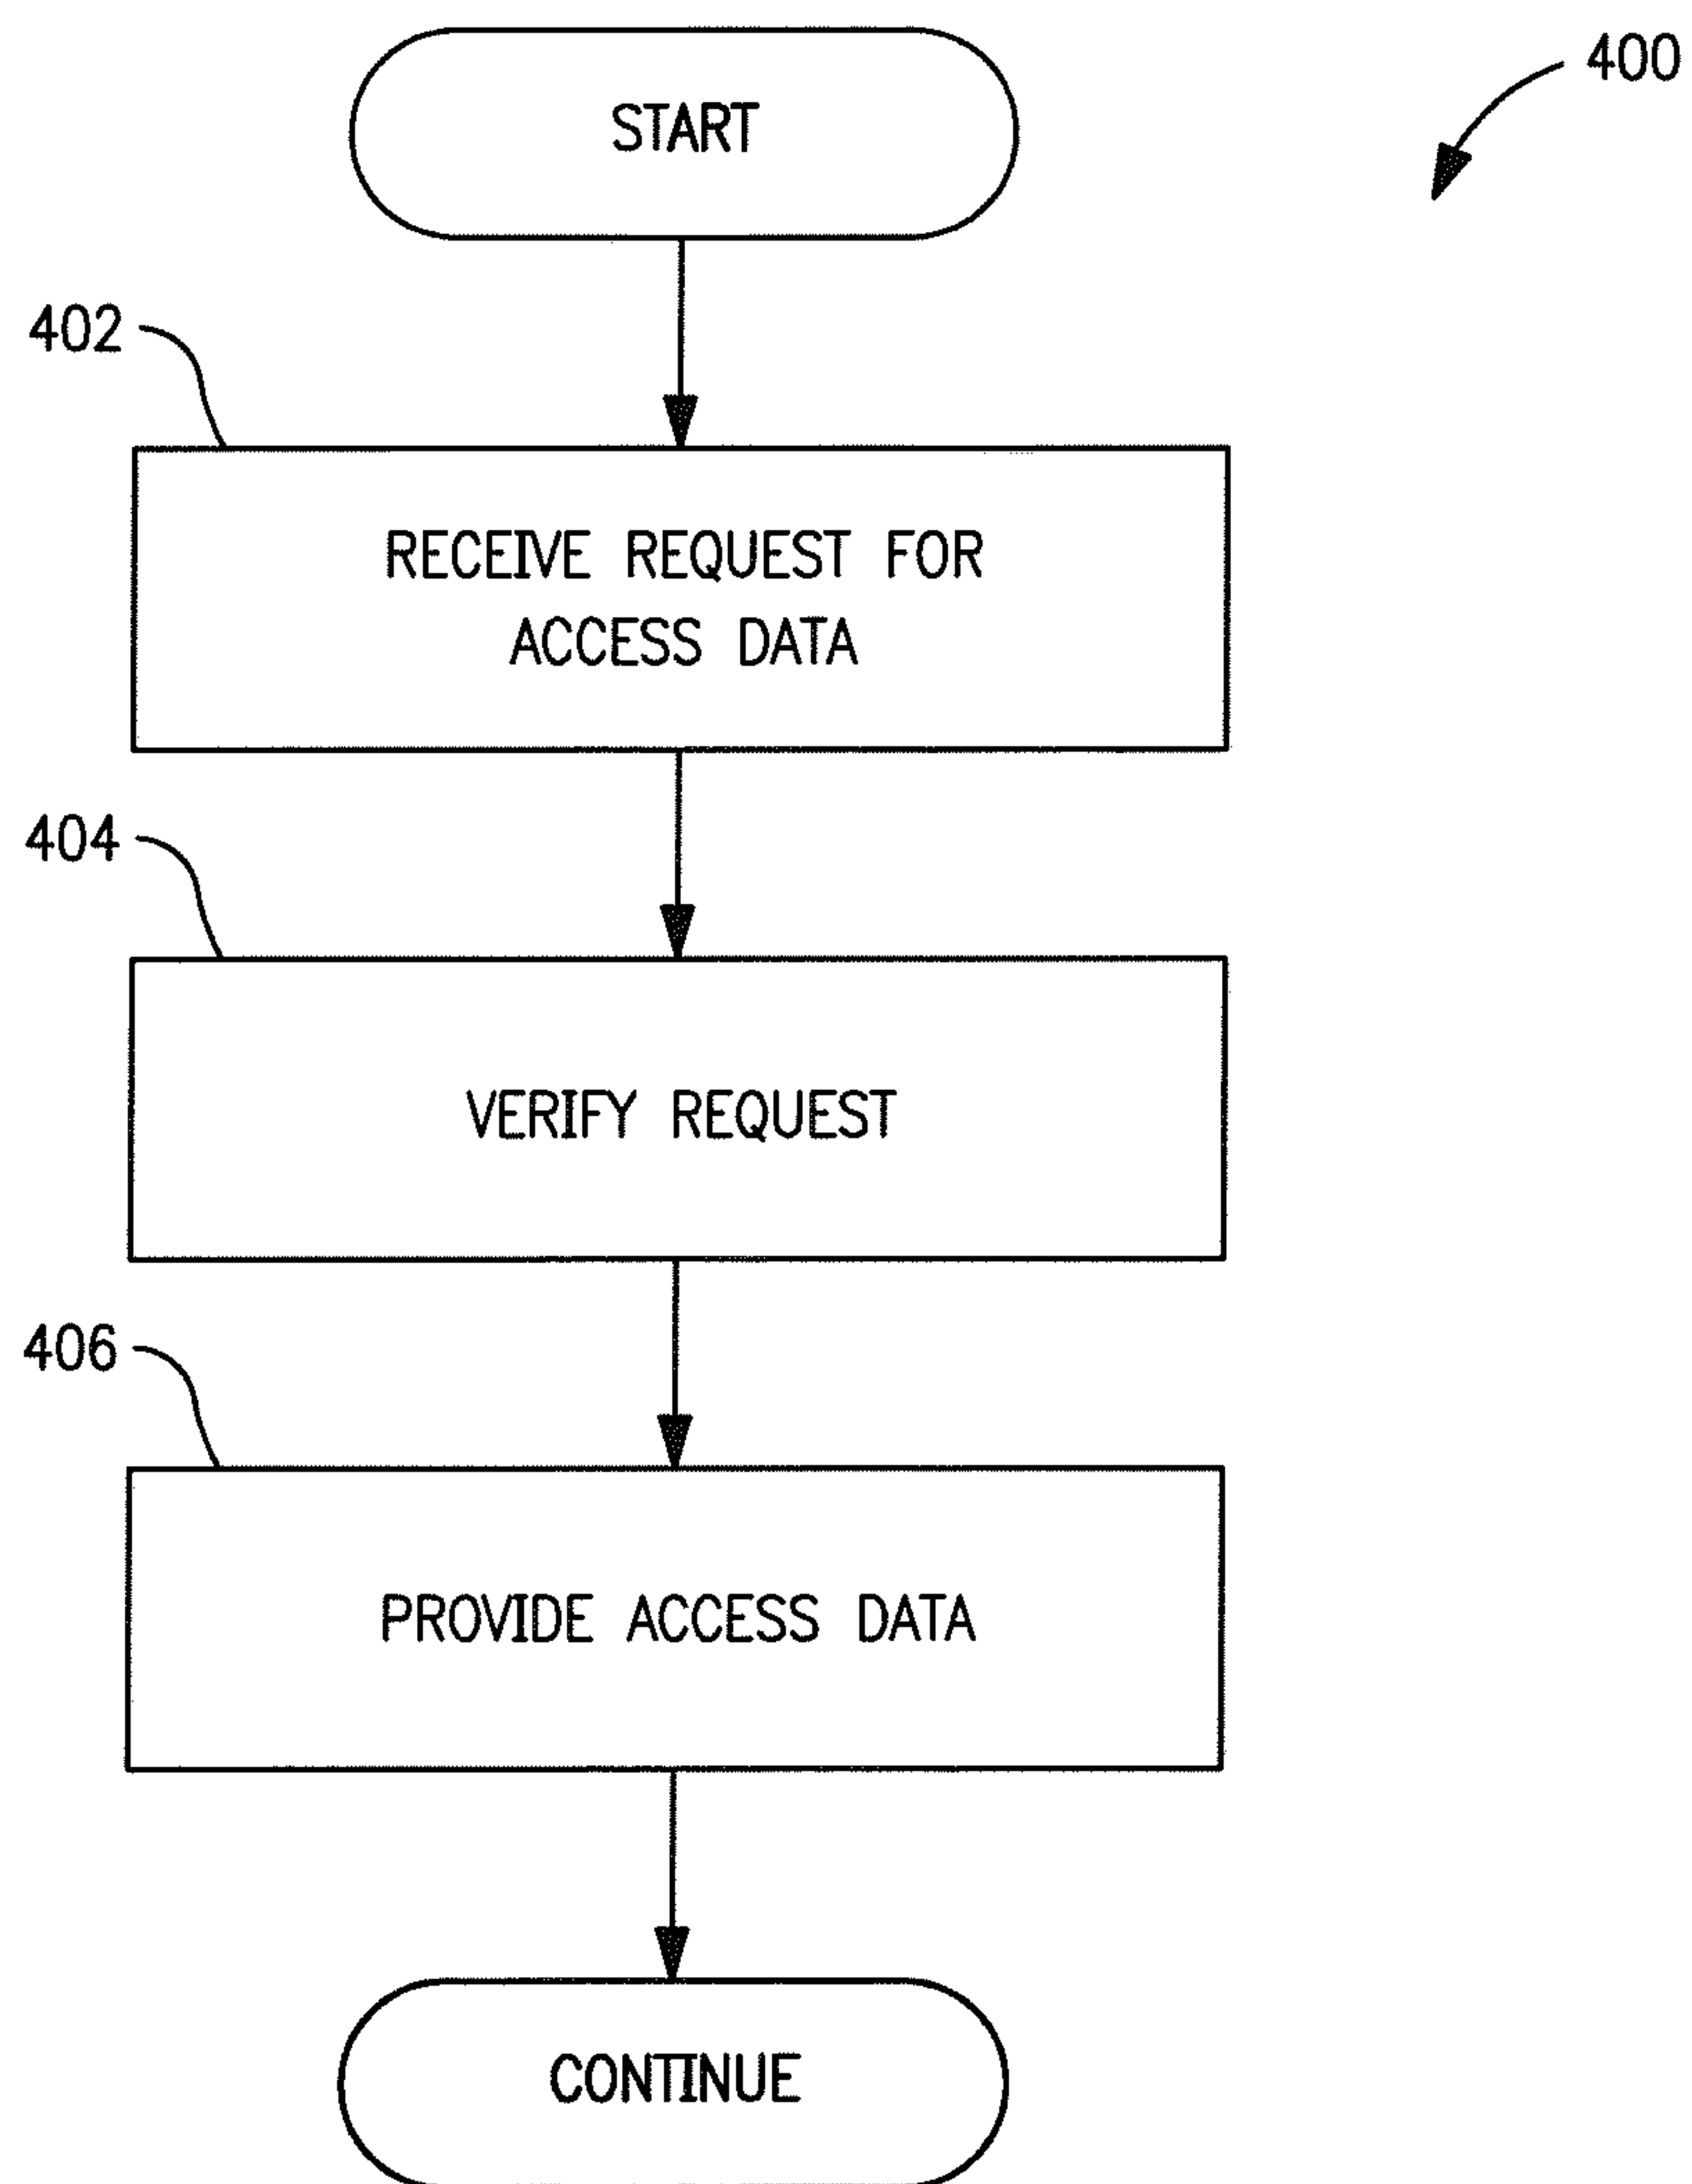 START
400
402
RECEIVE REQUEST FOR
ACCESS DATA
404
VERIFY REQUEST
406
PROVIDE ACCESS DATA
CONTINUE